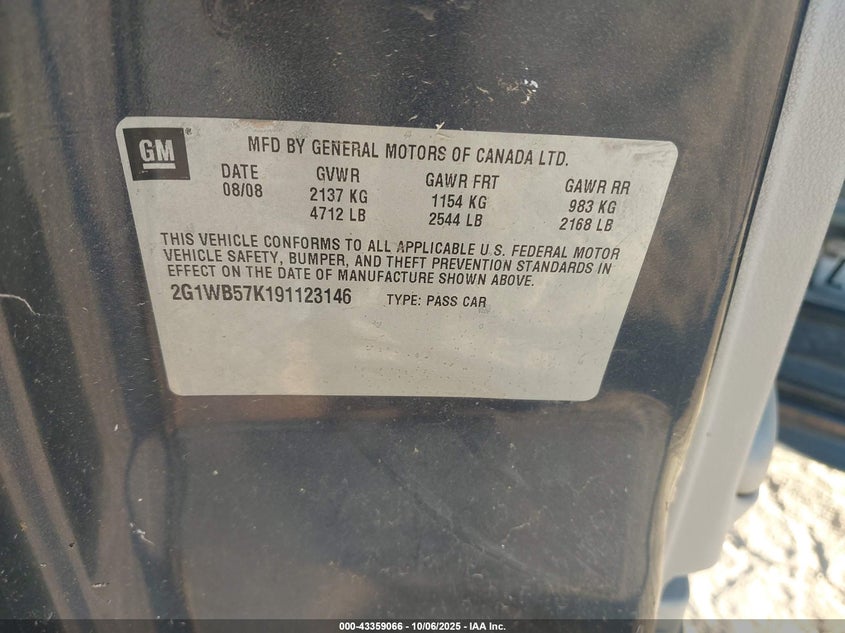 GM
MFD BY GENERAL MOTORS OF CANADA LTD.
DATE GVWR GAWR FRT GAWR RR
08/08 2137 KG 1154 KG 983 KG
4712 LB 2544 LB 2168 LB
THIS VEHICLE CONFORMS TO ALL APPLICABLE U.S. FEDERAL MOTOR
VEHICLE SAFETY, BUMPER, AND THEFT PREVENTION STANDARDS IN
EFFECT ON THE DATE OF MANUFACTURE SHOWN ABOVE.
2G1WB57K191123146 TYPE: PASS CAR
000-43359066 - 10/06/2025 - IAA Inc.